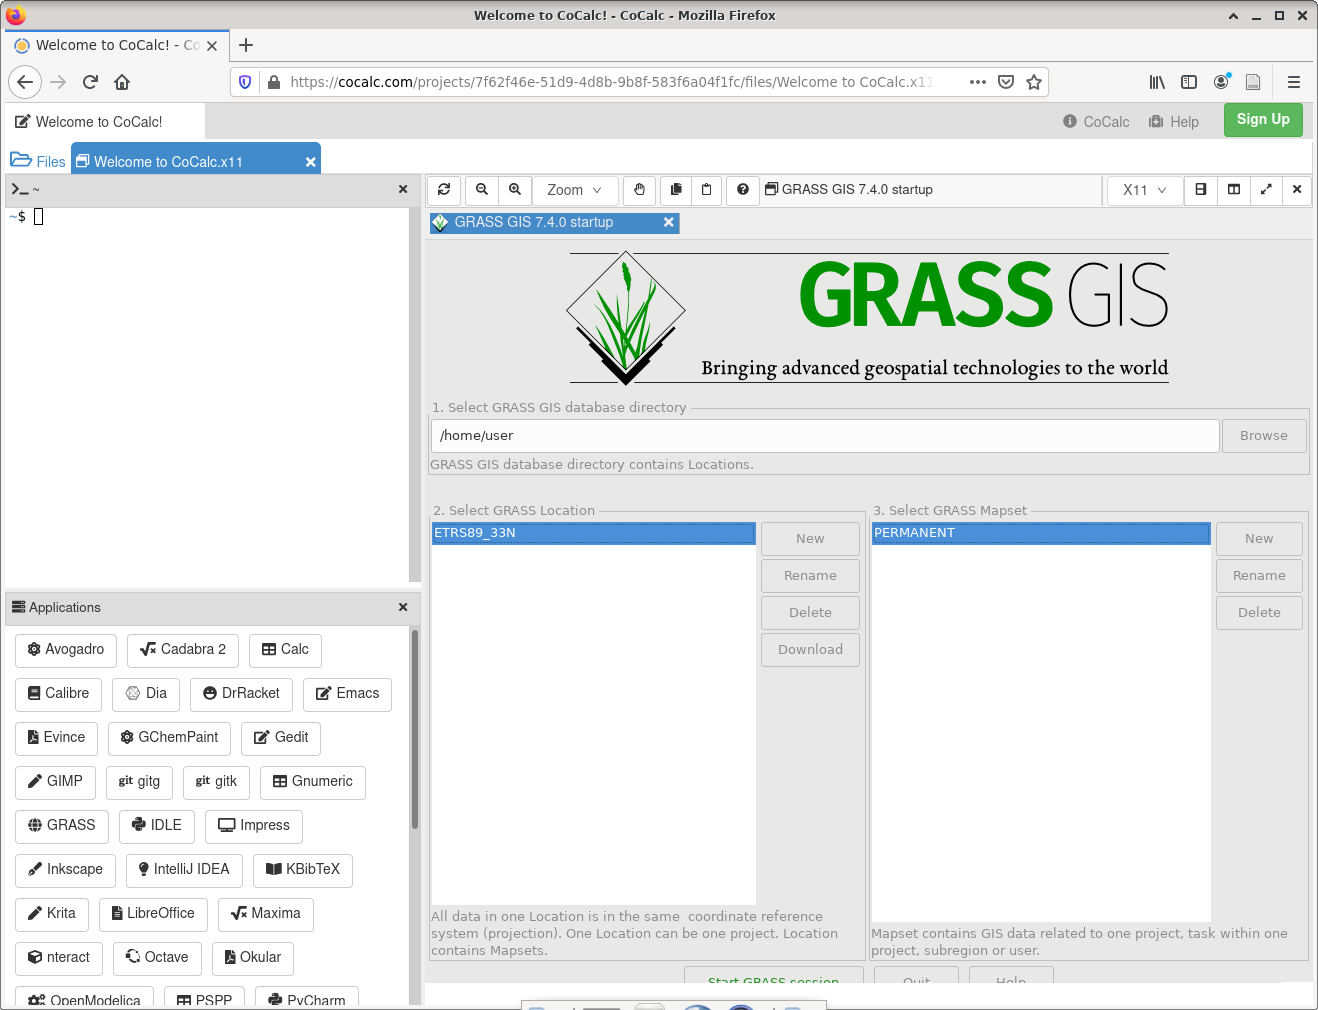 Welcome to CoCalc! - CoCalc - Mozilla Firefox
Welcome to CoCalc! - Co
https://cocalc.com/projects/7f62f46e-51d9-4d8b-9b8f-583f6a04f1fc/files/Welcome to CoCalc.x11
Welcome to CoCalc!
CoCalc
Help
Sign Up
Files
Welcome to CoCalc.x11
~
Zoom
GRASS GIS 7.4.0 startup
X11
~$
GRASS GIS 7.4.0 startup
GRASS GIS
Bringing advanced geospatial technologies to the world
1. Select GRASS GIS database directory
/home/user
Browse
GRASS GIS database directory contains Locations.
2. Select GRASS Location
3. Select GRASS Mapset
ETRS89_33N
New
Rename
Delete
Download
PERMANENT
New
Rename
Delete
All data in one Location is in the same  coordinate reference
system (projection). One Location can be one project. Location
contains Mapsets.
Mapset contains GIS data related to one project, task within one
project, subregion or user.
Start GRASS session
Quit
Help
Applications
Avogadro
Cadabra 2
Calc
Calibre
Dia
DrRacket
Emacs
Evince
GChemPaint
Gedit
GIMP
git gitg
git gitk
Gnumeric
GRASS
IDLE
Impress
Inkscape
IntelliJ IDEA
KBibTeX
Krita
LibreOffice
Maxima
nteract
Octave
Okular
OpenModelica
PSPP
PyCharm